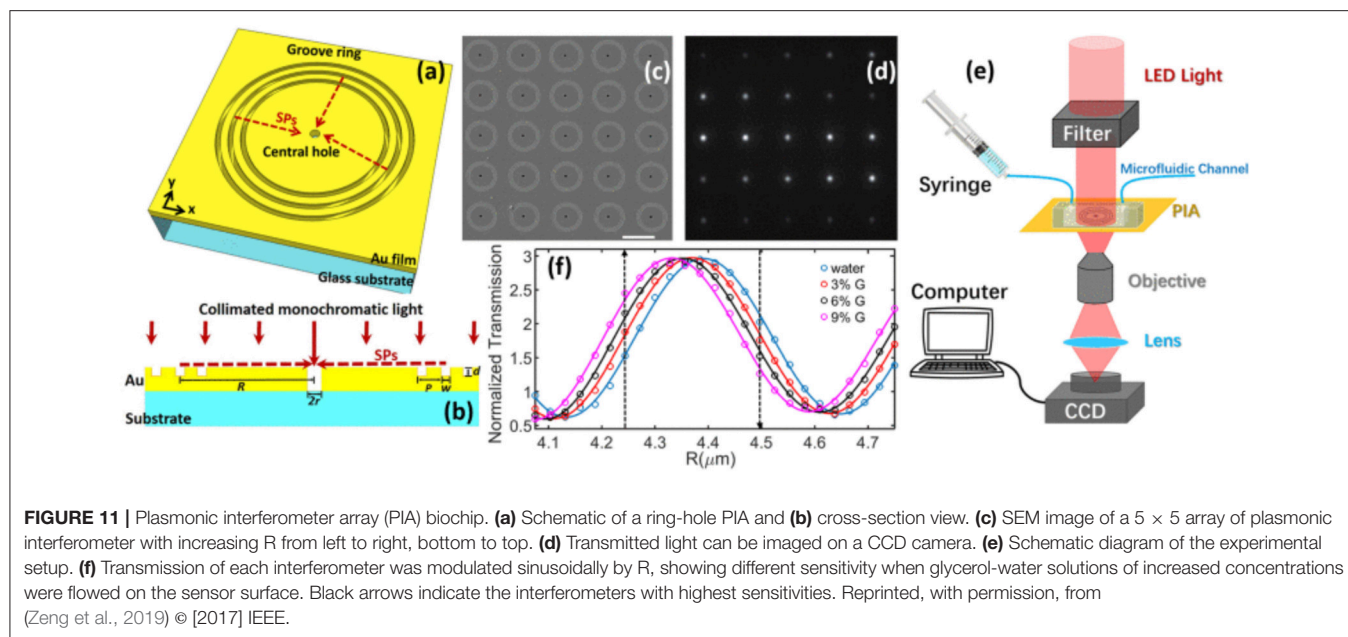 (a)
Groove ring
SPs
Central hole
y
x
Au film
Glass substrate
Collimated monochromatic light
SPs
Au
R
P
w
d
2r
Substrate
(b)
(c)
(d)
(e)
LED Light
Filter
Syringe
Microfluidic Channel
PIA
Objective
Computer
Lens
CCD
(f)
water
3% G
6% G
9% G
Normalized Transmission
3
2.5
2
1.5
1
0.5
4.1 4.2 4.3 4.4 4.5 4.6 4.7
R(μm)
FIGURE 11 | Plasmonic interferometer array (PIA) biochip. (a) Schematic of a ring-hole PIA and (b) cross-section view. (c) SEM image of a 5 × 5 array of plasmonic
interferometer with increasing R from left to right, bottom to top. (d) Transmitted light can be imaged on a CCD camera. (e) Schematic diagram of the experimental
setup. (f) Transmission of each interferometer was modulated sinusoidally by R, showing different sensitivity when glycerol-water solutions of increased concentrations
were flowed on the sensor surface. Black arrows indicate the interferometers with highest sensitivities. Reprinted, with permission, from
(Zeng et al., 2019) © [2017] IEEE.